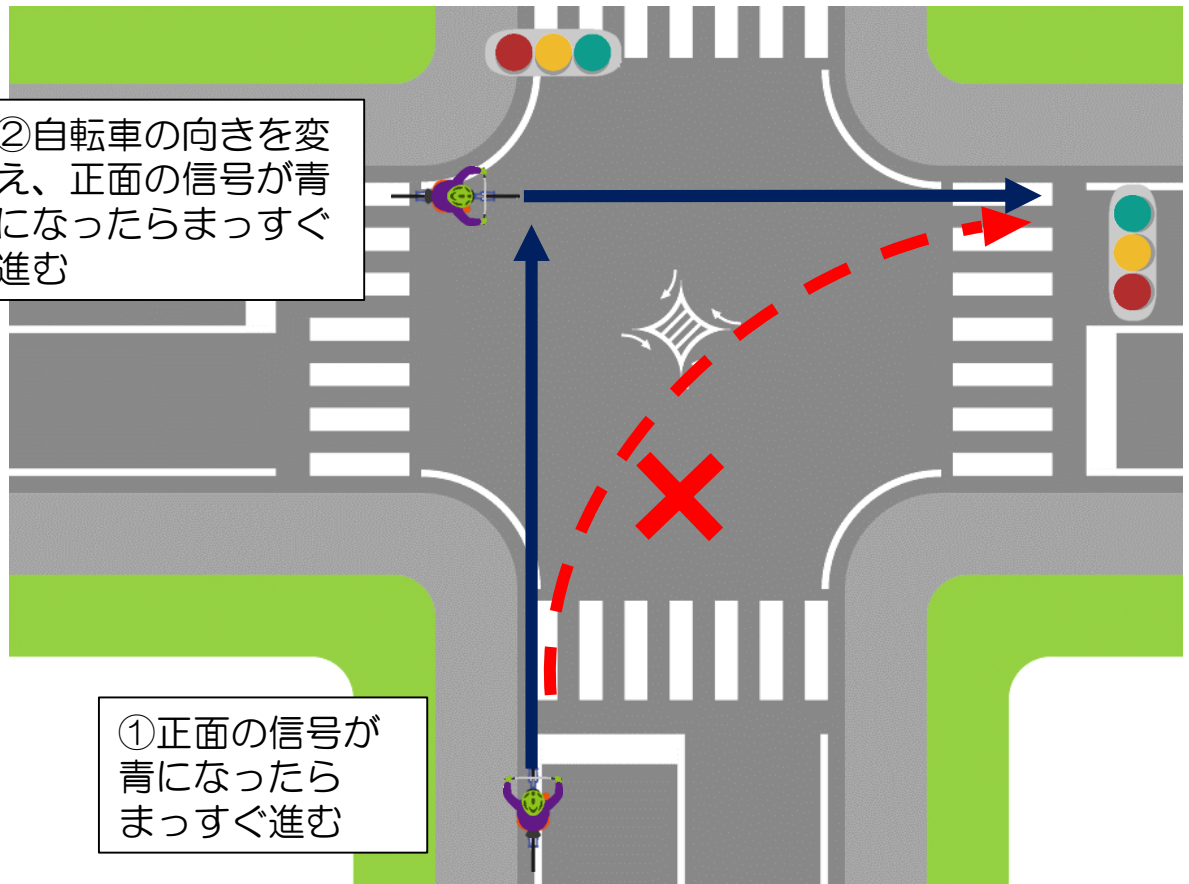 ②自転車の向きを変
え、正面の信号が青
になったらまっすぐ
進む
①正面の信号が
青になったら
まっすぐ進む